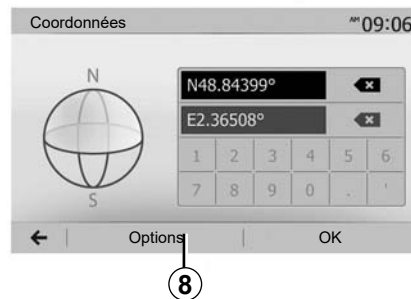 Coordonnées AM 09:06
N
S
N48.84399°
E2.36508°
1 2 3 4 5 6
7 8 9 0 . '
Options OK
8